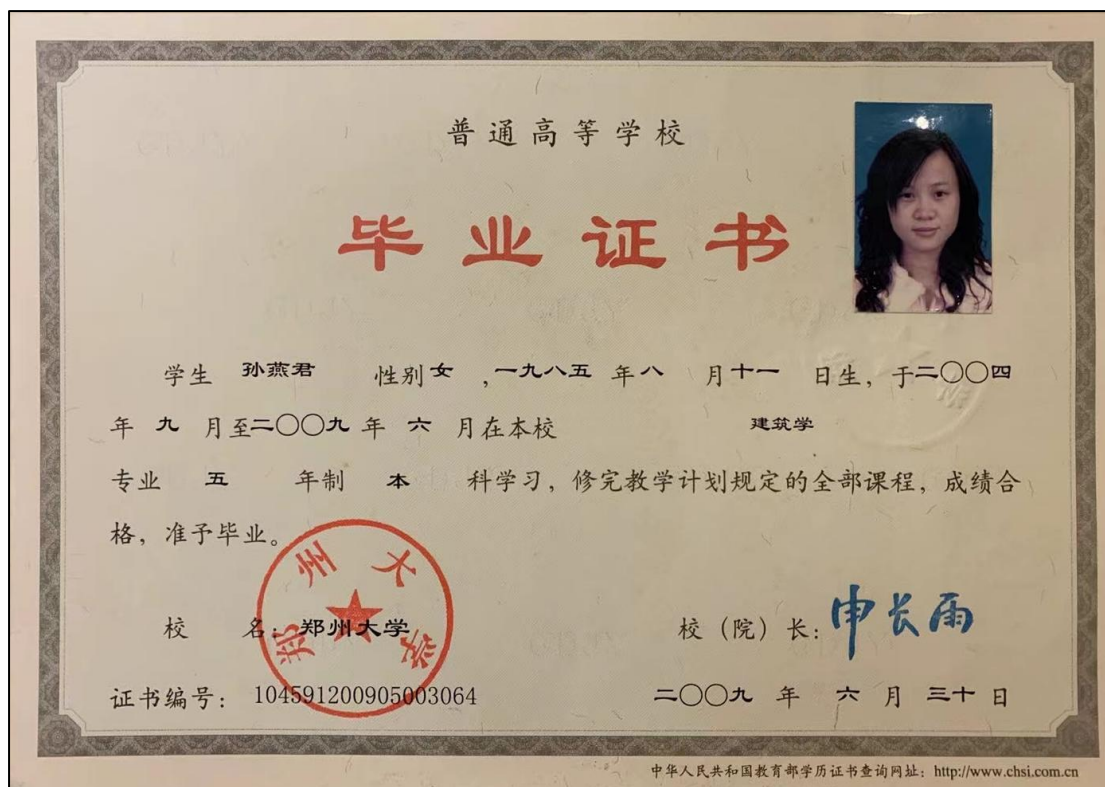 普通高等学校
毕业证书
学生 孙燕君 性别 女 ,一九八五 年 八 月 十一 日生，于二〇〇四
年 九 月至二〇〇九 年 六 月在本校 建筑学
专业 五 年制 本 科学习，修完教学计划规定的全部课程，成绩合
格，准予毕业。
郑州大学
校 名：郑州大学 校（院）长：申长雨
证书编号：104591200905003064 二〇〇九 年 六 月 三十 日
中华人民共和国教育部学历证书查询网址：http://www.chsi.com.cn